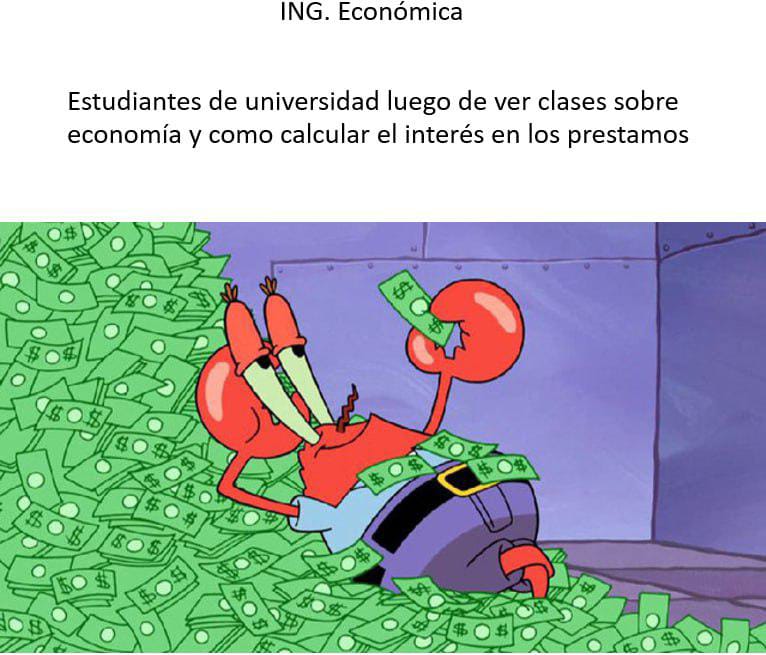 ING. Económica
Estudiantes de universidad luego de ver clases sobre
economía y como calcular el interés en los prestamos